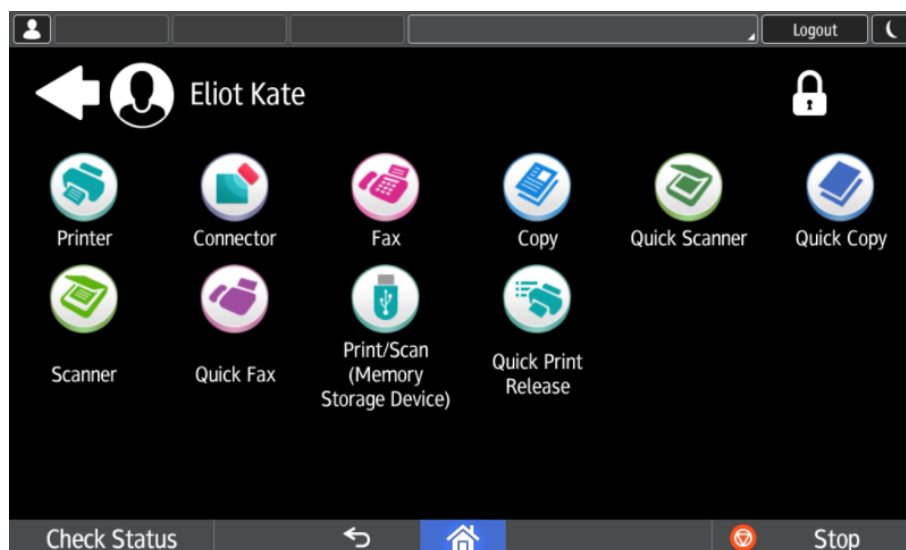 Logout
Eliot Kate
Printer
Connector
Fax
Copy
Quick Scanner
Quick Copy
Scanner
Quick Fax
Print/Scan
(Memory
Storage Device)
Quick Print
Release
Check Status
Stop